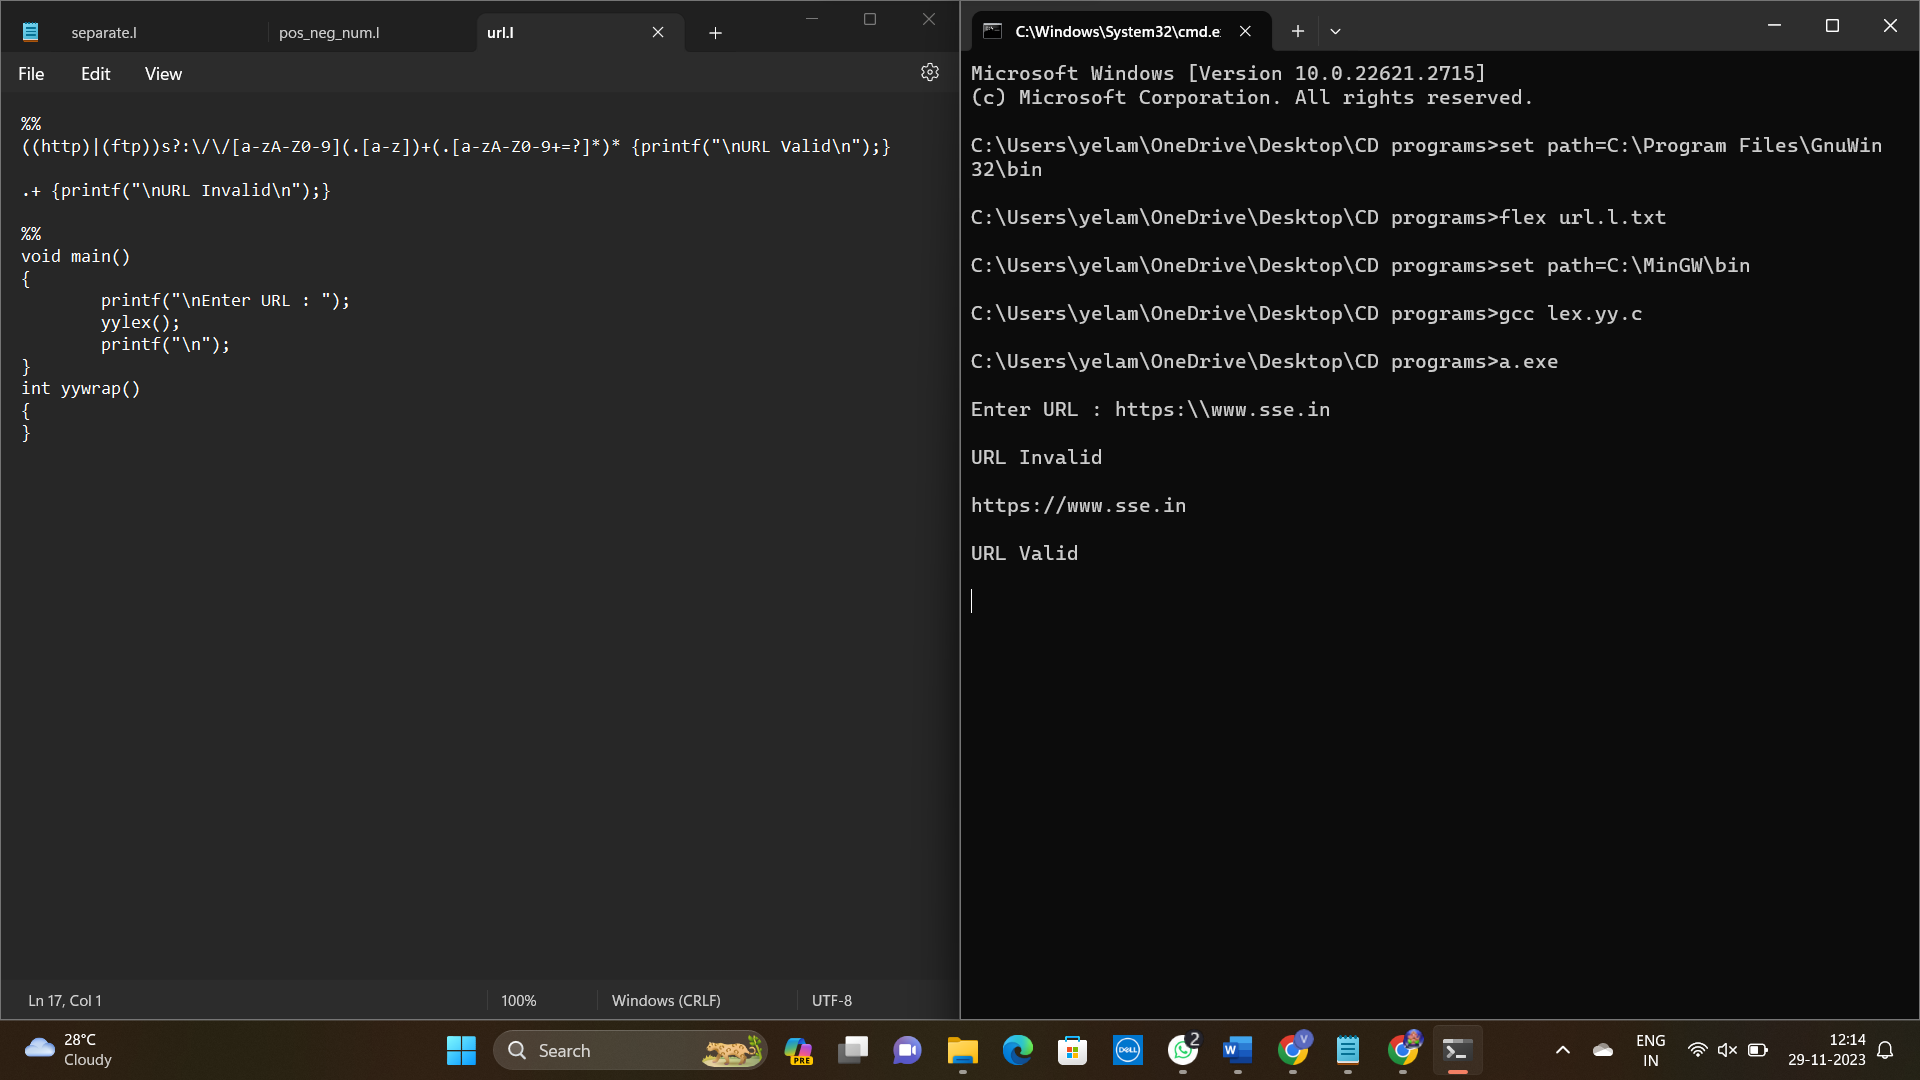 separate.l
pos_neg_num.l
url.l
File
Edit
View
%%
((http)|(ftp))s?:\/\/[a-zA-Z0-9](.[a-z])+(.[a-zA-Z0-9+=?]*)* {printf("\nURL Valid\n");}
.+ {printf("\nURL Invalid\n");}
%%
void main()
{
printf("\nEnter URL : ");
yylex();
printf("\n");
}
int yywrap()
{
}
Ln 17, Col 1
100%
Windows (CRLF)
UTF-8
C:\Windows\System32\cmd.e
Microsoft Windows [Version 10.0.22621.2715]
(c) Microsoft Corporation. All rights reserved.
C:\Users\yelam\OneDrive\Desktop\CD programs>set path=C:\Program Files\GnuWin
32\bin
C:\Users\yelam\OneDrive\Desktop\CD programs>flex url.l.txt
C:\Users\yelam\OneDrive\Desktop\CD programs>set path=C:\MinGW\bin
C:\Users\yelam\OneDrive\Desktop\CD programs>gcc lex.yy.c
C:\Users\yelam\OneDrive\Desktop\CD programs>a.exe
Enter URL : https:\\www.sse.in
URL Invalid
https://www.sse.in
URL Valid
28°C
Cloudy
Search
PRE
DELL
2
W
V
ENG
IN
12:14
29-11-2023